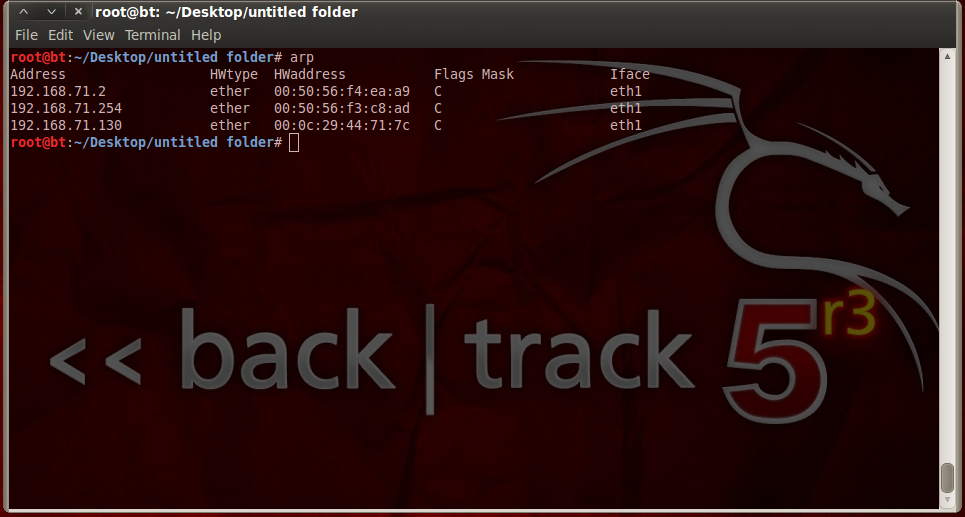 root@bt: ~/Desktop/untitled folder
File Edit View Terminal Help
root@bt:~/Desktop/untitled folder# arp
Address                  HWtype  HWaddress           Flags Mask            Iface
192.168.71.2             ether   00:50:56:f4:ea:a9   C                     eth1
192.168.71.254           ether   00:50:56:f3:c8:ad   C                     eth1
192.168.71.130           ether   00:0c:29:44:71:7c   C                     eth1
root@bt:~/Desktop/untitled folder#
<< back | track 5 r3